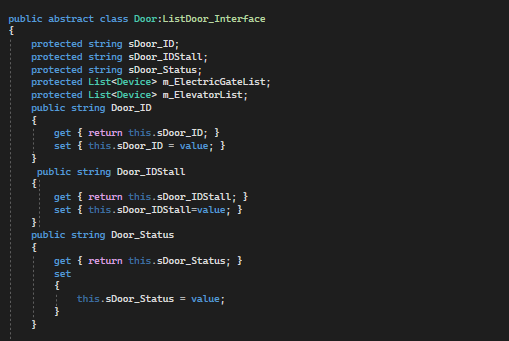 public abstract class Door:ListDoor_Interface
{
protected string sDoor_ID;
protected string sDoor_IDStall;
protected string sDoor_Status;
protected List<Device> m_ElectricGateList;
protected List<Device> m_ElevatorList;
public string Door_ID
{
get { return this.sDoor_ID; }
set { this.sDoor_ID = value; }
}
public string Door_IDStall
{
get { return this.sDoor_IDStall; }
set { this.sDoor_IDStall=value; }
}
public string Door_Status
{
get { return this.sDoor_Status; }
set
{
this.sDoor_Status = value;
}
}